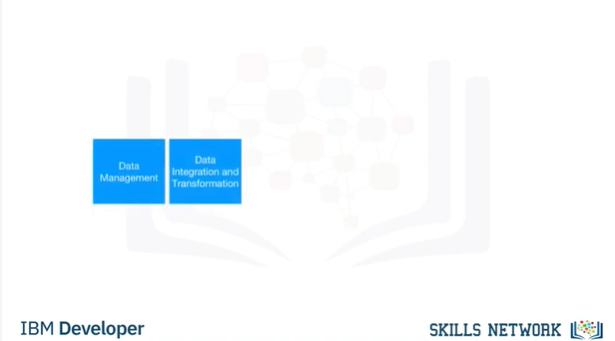 Data
Management
Data
Integration and
Transformation
IBM Developer
SKILLS NETWORK